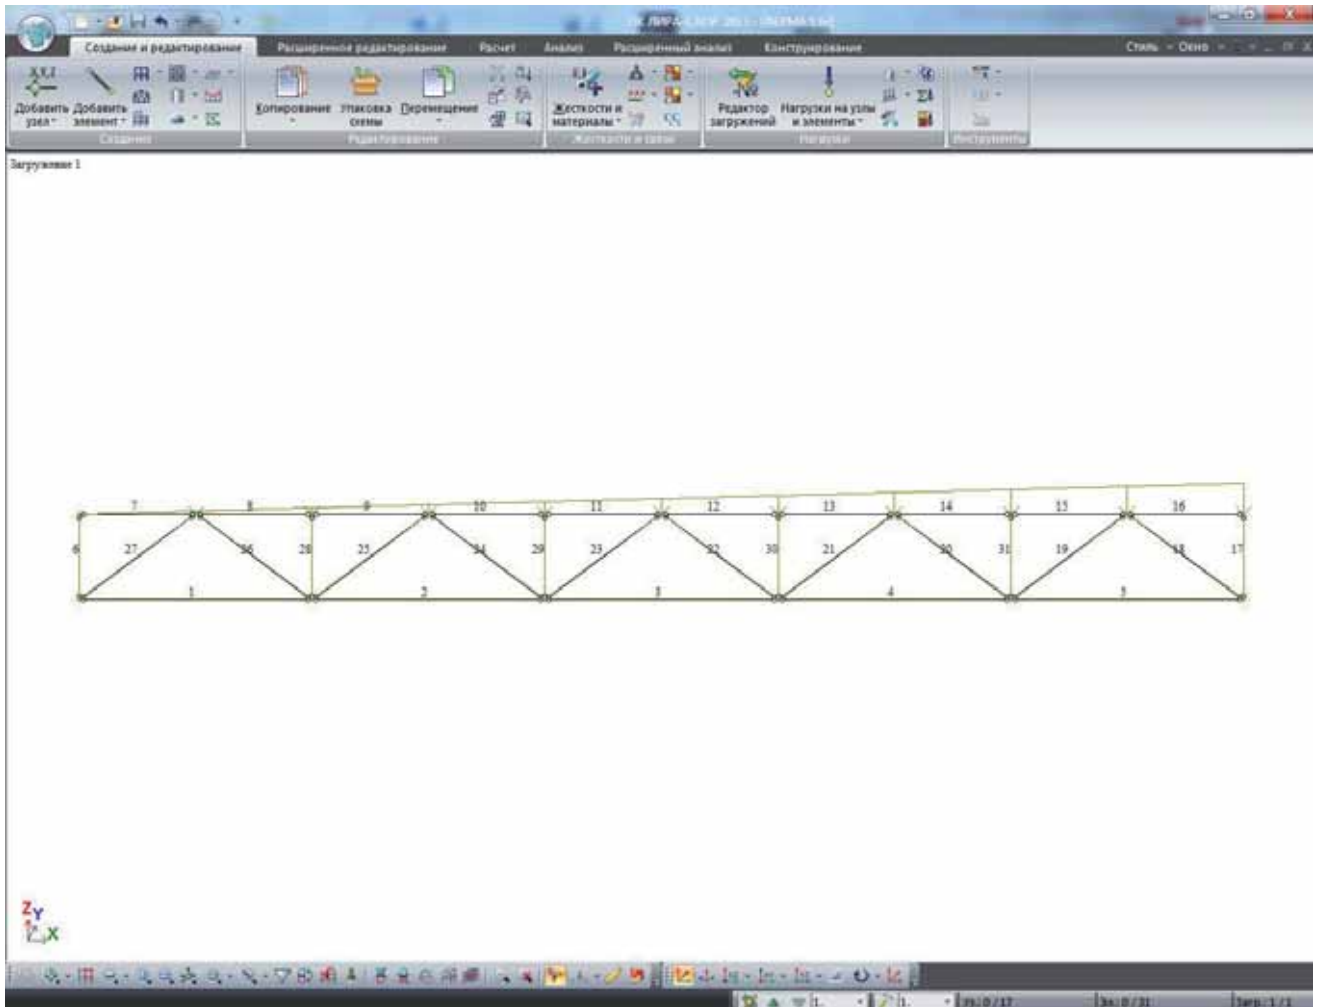 Создание и редактирование Расширенное редактирование Расчет Анализ Расширенный анализ Конструирование Стиль Окно
Добавить узел
Добавить элемент
Копирование
Упаковка схемы
Перемещение
Жесткости и материалы
Редактор загружений
Нагрузки на узлы и элементы
Создание Редактирование Жесткости и связи Нагрузки Инструменты
Загружение 1
7 8 9 10 11 12 13 14 15 16
6 27 26 28 25 24 29 23 22 30 21 20 31 19 18 17
1 2 3 4 5
Z
Y
X